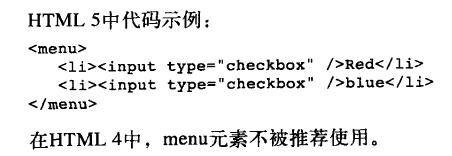 HTML 5中代码示例：
<menu>
<li><input type="checkbox" />Red</li>
<li><input type="checkbox" />blue</li>
</menu>
在HTML 4中，menu元素不被推荐使用。